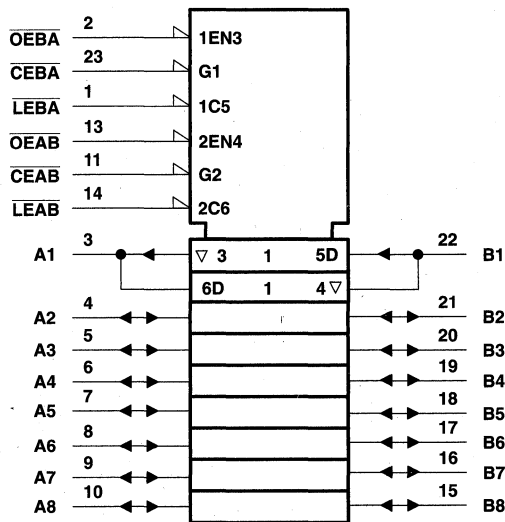 OEBA 2 1EN3
CEBA 23 G1
LEBA 1 1C5
OEAB 13 2EN4
CEAB 11 G2
LEAB 14 2C6
A1 3 ▽ 3 1 5D 22 B1
6D 1 4 ▽
A2 4 21 B2
A3 5 20 B3
A4 6 19 B4
A5 7 18 B5
A6 8 17 B6
A7 9 16 B7
A8 10 15 B8